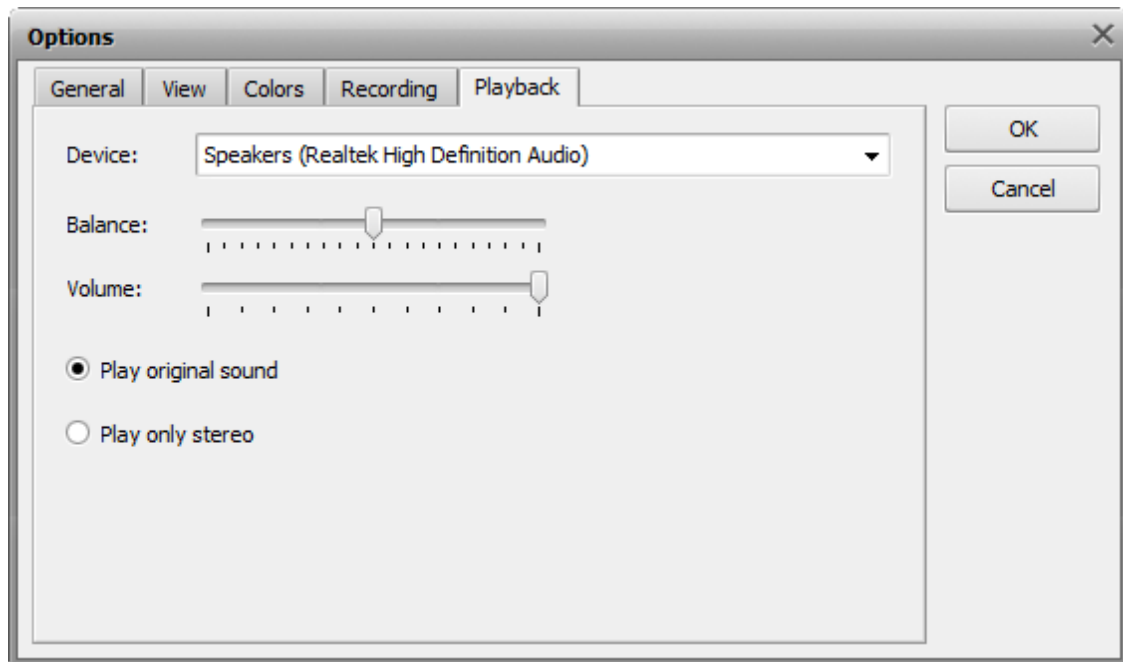 Options
General View Colors Recording Playback
Device: Speakers (Realtek High Definition Audio)
OK
Cancel
Balance:
Volume:
Play original sound
Play only stereo